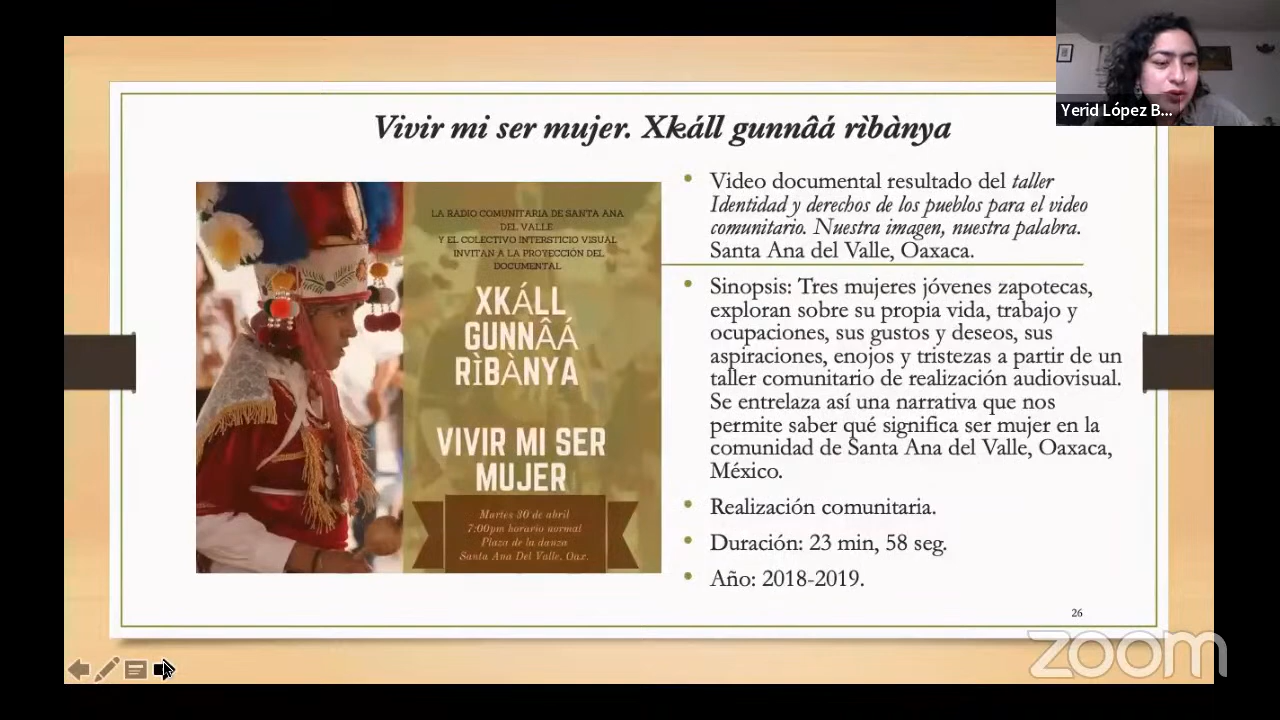 Yerid López B...
Vivir mi ser mujer. Xkáll gunnâá rìbànya
LA RADIO COMUNITARIA DE SANTA ANA
DEL VALLE
Y EL COLECTIVO INTERSTICIO VISUAL
INVITAN A LA PROYECCIÓN DEL
DOCUMENTAL
XKÁLL
GUNNÂÁ
RÌBÀNYA
VIVIR MI SER
MUJER
Martes 30 de abril
7:00pm horario normal
Plaza de la danza
Santa Ana Del Valle, Oax.
• Video documental resultado del taller
Identidad y derechos de los pueblos para el video
comunitario. Nuestra imagen, nuestra palabra.
Santa Ana del Valle, Oaxaca.
• Sinopsis: Tres mujeres jóvenes zapotecas,
exploran sobre su propia vida, trabajo y
ocupaciones, sus gustos y deseos, sus
aspiraciones, enojos y tristezas a partir de un
taller comunitario de realización audiovisual.
Se entrelaza así una narrativa que nos
permite saber qué significa ser mujer en la
comunidad de Santa Ana del Valle, Oaxaca,
México.
• Realización comunitaria.
• Duración: 23 min, 58 seg.
• Año: 2018-2019.
26
zoom